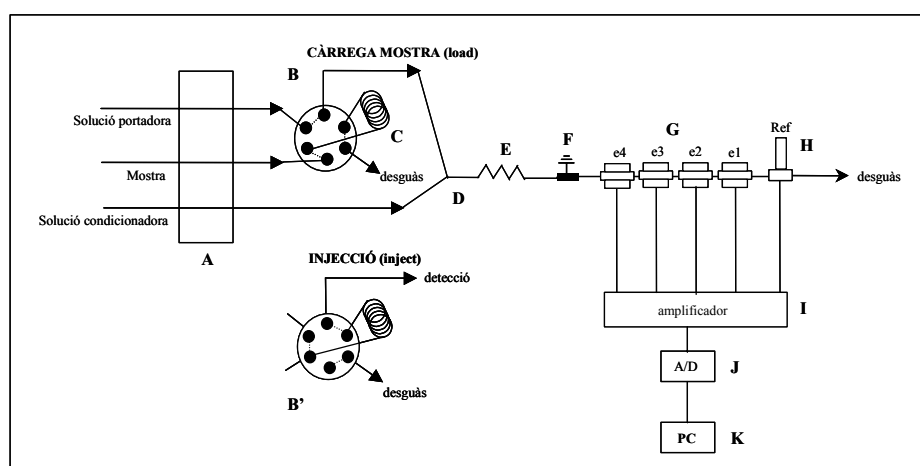 CÀRREGA MOSTRA (load)
B
Solució portadora
C
Mostra
desguàs
Solució condicionadora
A
D
E
F
G
e4
e3
e2
e1
Ref
H
desguàs
INJECCIÓ (inject)
detecció
desguàs
B'
amplificador
I
A/D
J
PC
K